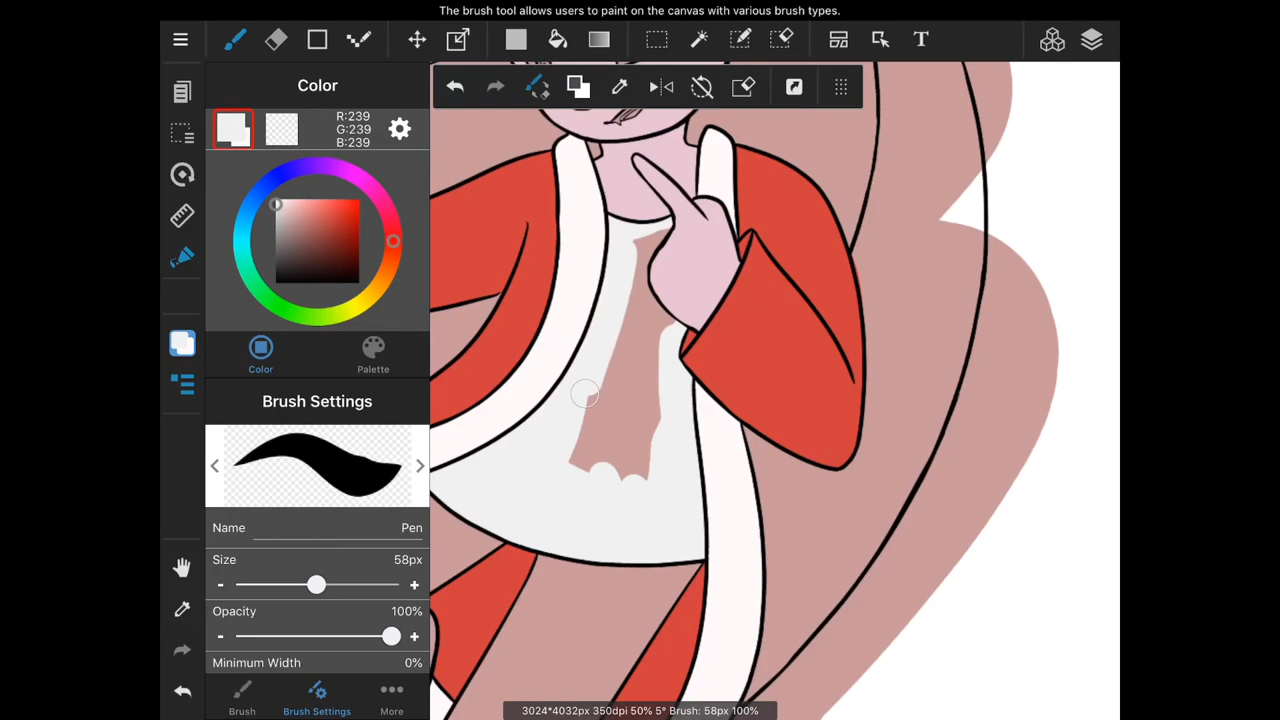 The brush tool allows users to paint on the canvas with various brush types.
T
Color
R:239
G:239
B:239
Color
Palette
Brush Settings
Name Pen
Size 58px
- +
Opacity 100%
- +
Minimum Width 0%
Brush
Brush Settings
More
3024*4032px 350dpi 50% 5° Brush: 58px 100%